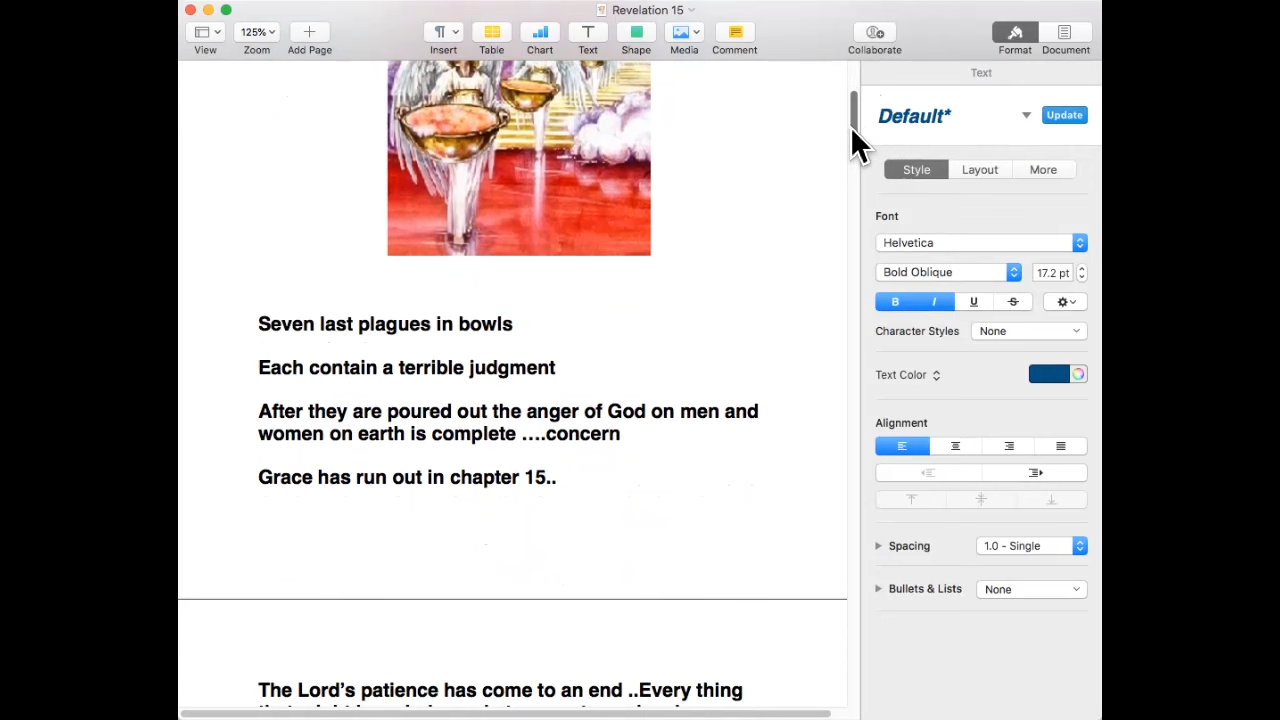 Revelation 15
125%
View
Zoom
Add Page
Insert
Table
Chart
Text
Shape
Media
Comment
Collaborate
Format
Document
Text
Default*
Update
Style
Layout
More
Font
Helvetica
Bold Oblique
17.2 pt
B
I
U
S
Character Styles
None
Text Color
Alignment
Spacing
1.0 - Single
Bullets & Lists
None
Seven last plagues in bowls
Each contain a terrible judgment
After they are poured out the anger of God on men and
women on earth is complete ….concern
Grace has run out in chapter 15..
The Lord’s patience has come to an end ..Every thing